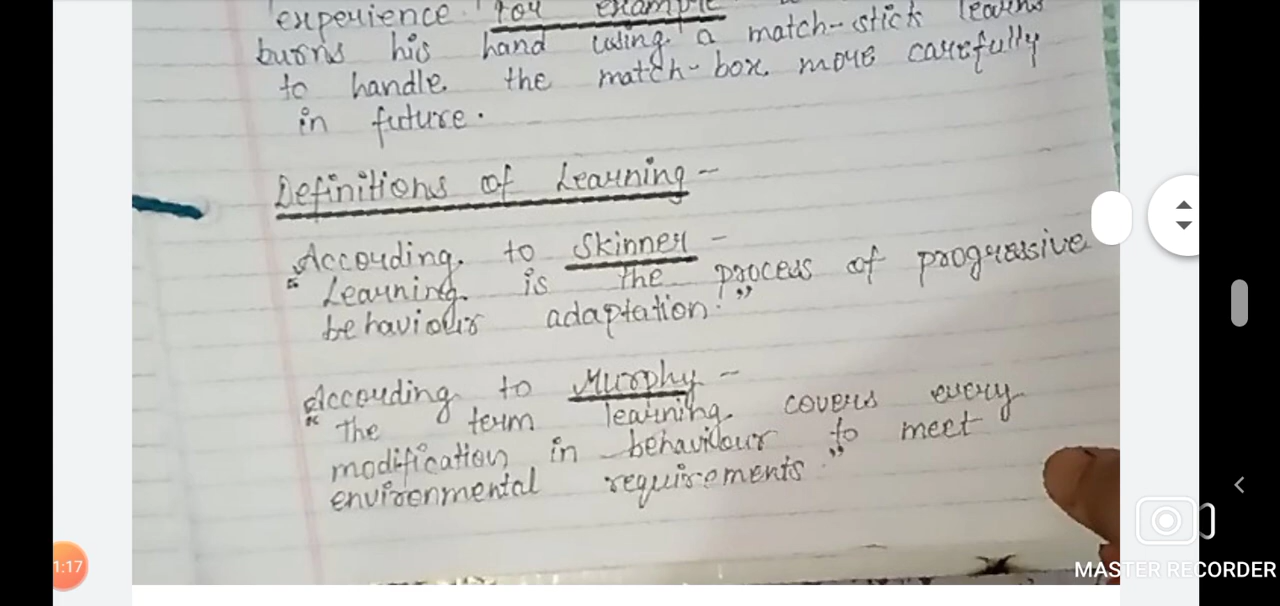 experience for example
burns his hand using a match-stick learns
to handle the match-box more carefully
in future.
Definitions of Learning -
According to Skinner -
"Learning is the process of progressive
behaviour adaptation."
According to Murphy -
"The term learning covers every
modification in behaviour to meet
environmental requirements."
1:17
MASTER RECORDER